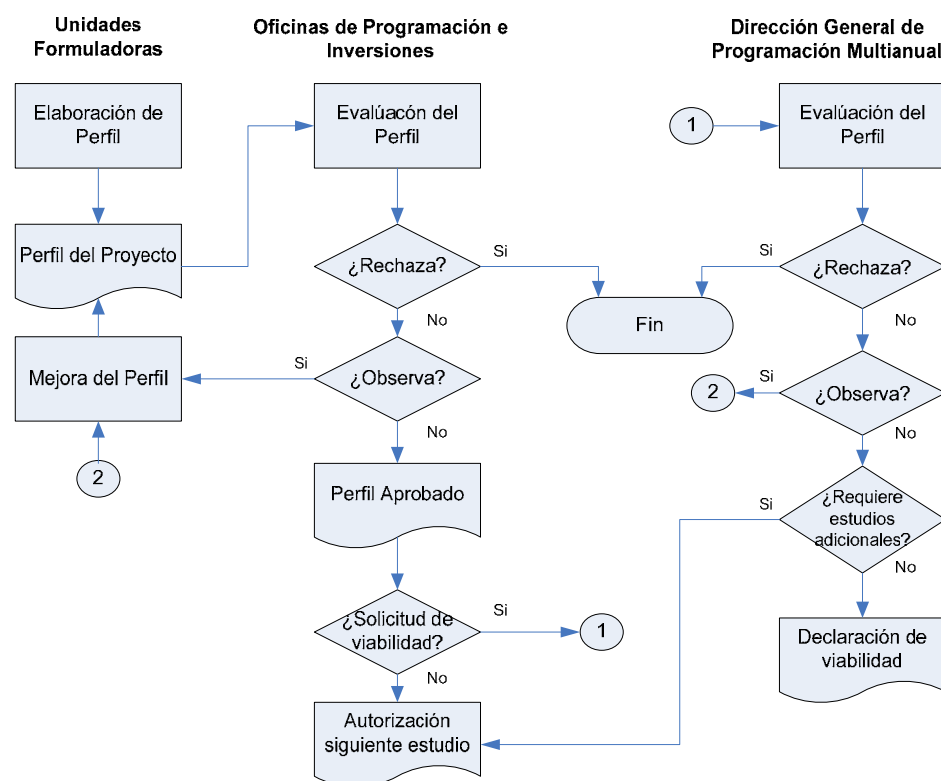 Unidades
Formuladoras
Oficinas de Programación e
Inversiones
Dirección General de
Programación Multianual
Elaboración de
Perfil
Evalúacón del
Perfil
1
Evalúación del
Perfil
Perfil del Proyecto
¿Rechaza?
Si
Fin
Si
¿Rechaza?
No
No
Mejora del Perfil
Si
¿Observa?
2
Si
¿Observa?
No
No
2
Perfil Aprobado
Si
¿Requiere
estudios
adicionales?
No
¿Solicitud de
viabilidad?
Si
1
No
Declaración de
viabilidad
Autorización
siguiente estudio